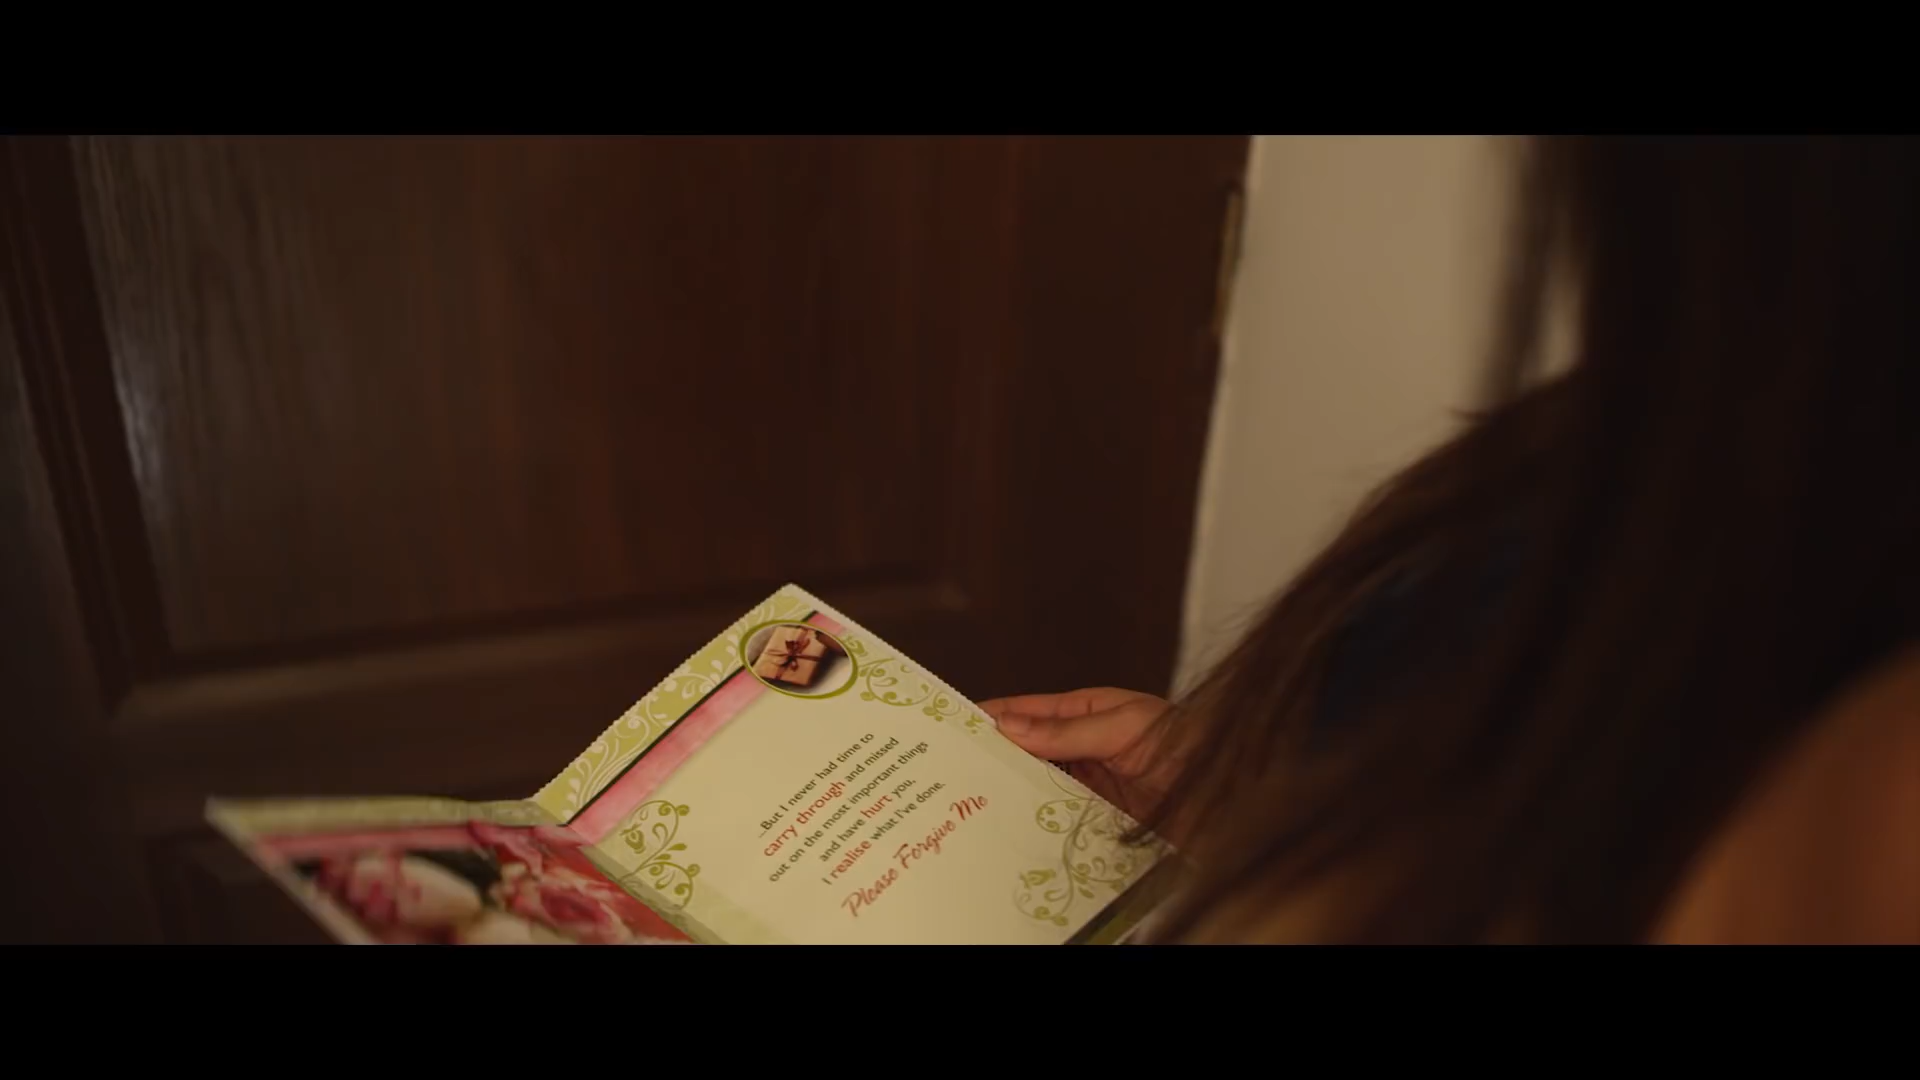 ...But I never had time to
carry through and missed
out on the most important things
and have hurt you.
I realise what I've done.
Please Forgive Me